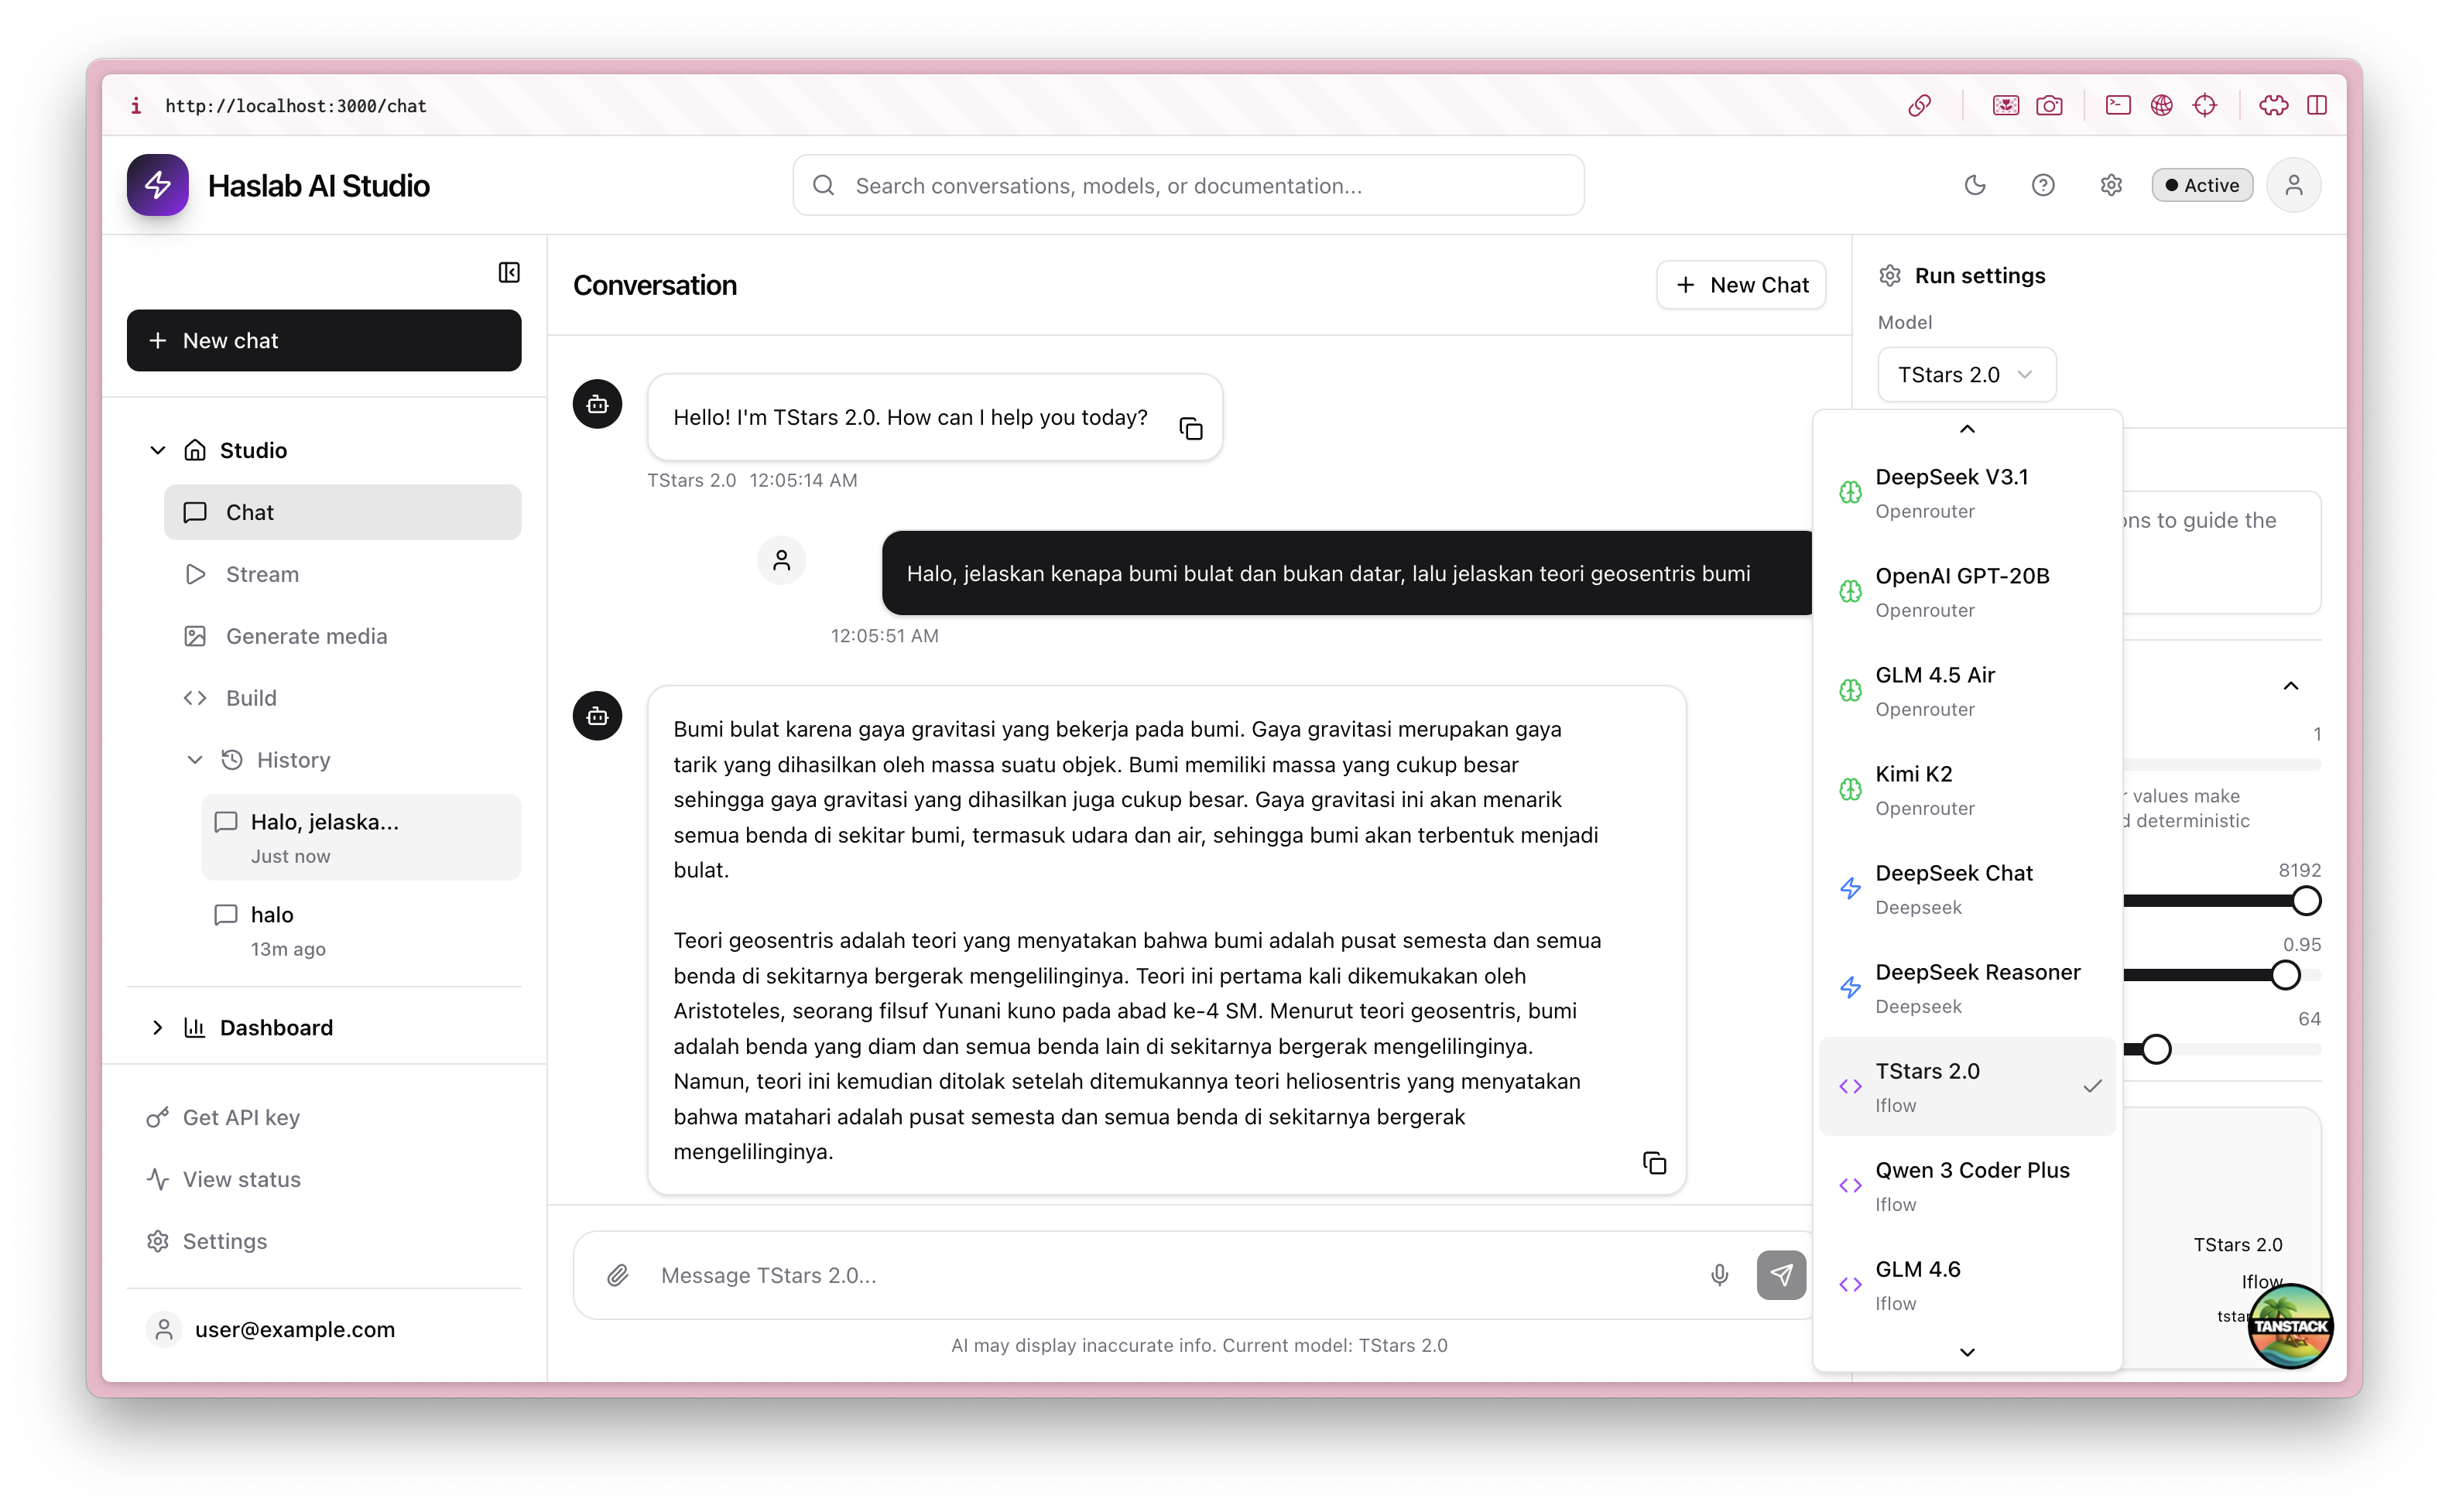 http://localhost:3000/chat
Haslab AI Studio
Search conversations, models, or documentation...
Active
New chat
Studio
Chat
Stream
Generate media
Build
History
Halo, jelaska...
Just now
halo
13m ago
Dashboard
Get API key
View status
Settings
user@example.com
Conversation
New Chat
Hello! I'm TStars 2.0. How can I help you today?
TStars 2.0 12:05:14 AM
Halo, jelaskan kenapa bumi bulat dan bukan datar, lalu jelaskan teori geosentris bumi
12:05:51 AM
Bumi bulat karena gaya gravitasi yang bekerja pada bumi. Gaya gravitasi merupakan gaya
tarik yang dihasilkan oleh massa suatu objek. Bumi memiliki massa yang cukup besar
sehingga gaya gravitasi yang dihasilkan juga cukup besar. Gaya gravitasi ini akan menarik
semua benda di sekitar bumi, termasuk udara dan air, sehingga bumi akan terbentuk menjadi
bulat.
Teori geosentris adalah teori yang menyatakan bahwa bumi adalah pusat semesta dan semua
benda di sekitarnya bergerak mengelilinginya. Teori ini pertama kali dikemukakan oleh
Aristoteles, seorang filsuf Yunani kuno pada abad ke-4 SM. Menurut teori geosentris, bumi
adalah benda yang diam dan semua benda lain di sekitarnya bergerak mengelilinginya.
Namun, teori ini kemudian ditolak setelah ditemukannya teori heliosentris yang menyatakan
bahwa matahari adalah pusat semesta dan semua benda di sekitarnya bergerak
mengelilinginya.
Message TStars 2.0...
AI may display inaccurate info. Current model: TStars 2.0
Run settings
Model
TStars 2.0
DeepSeek V3.1
Openrouter
OpenAI GPT-20B
Openrouter
GLM 4.5 Air
Openrouter
Kimi K2
Openrouter
DeepSeek Chat
Deepseek
DeepSeek Reasoner
Deepseek
TStars 2.0
Iflow
Qwen 3 Coder Plus
Iflow
GLM 4.6
Iflow
to guide the
1
values make
deterministic
8192
0.95
64
TStars 2.0
Iflow
TANSTACK